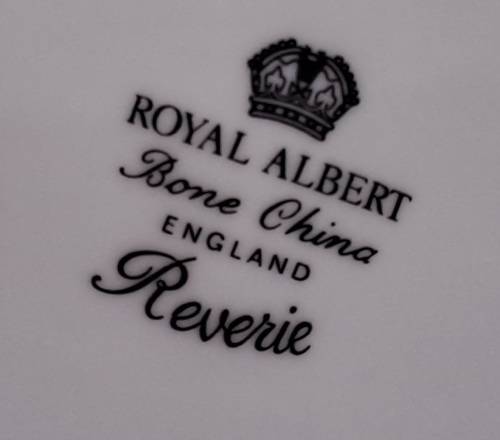 ROYAL ALBERT
Bone China
ENGLAND
Reverie